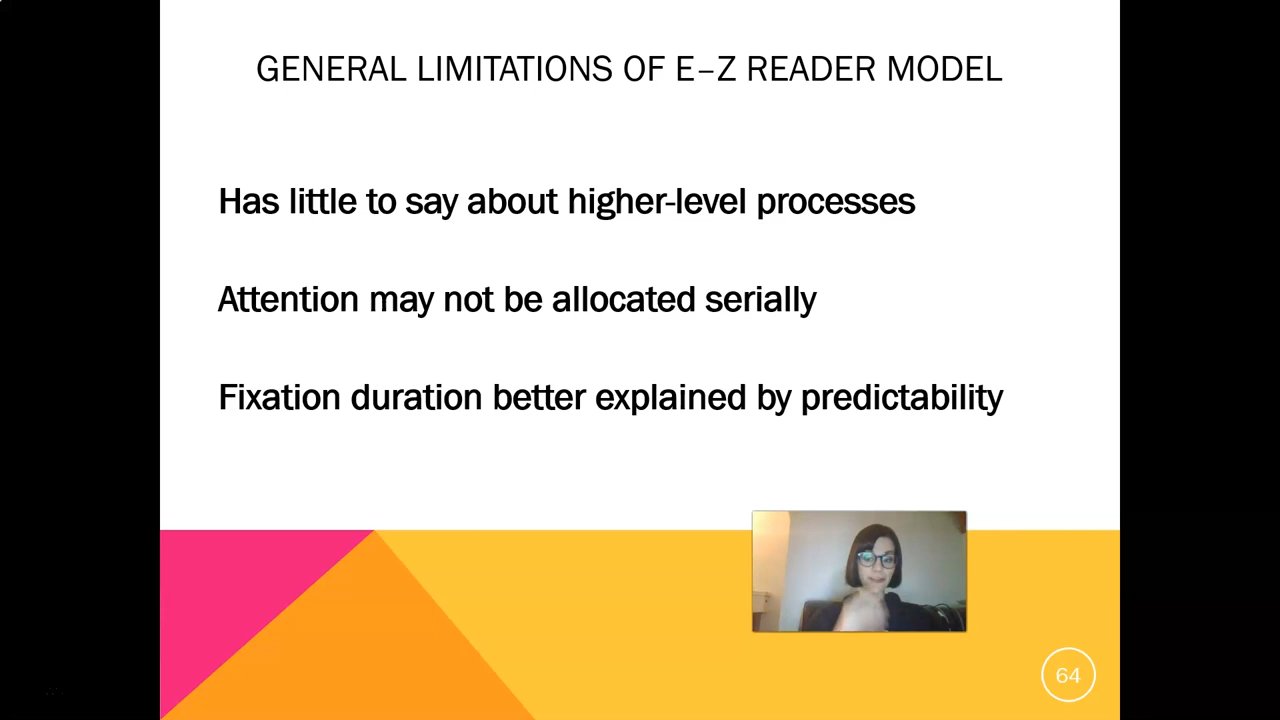 GENERAL LIMITATIONS OF E–Z READER MODEL
Has little to say about higher-level processes
Attention may not be allocated serially
Fixation duration better explained by predictability
64